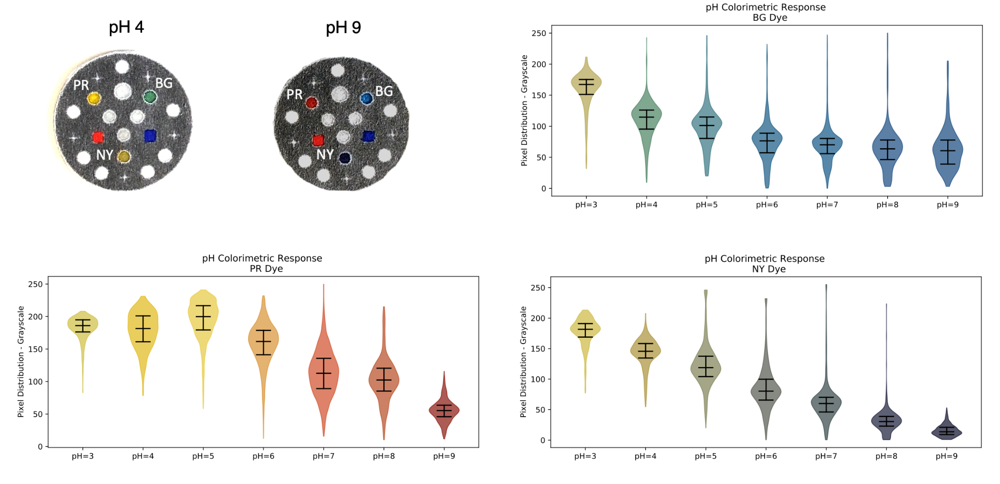 pH 4
pH 9
PR
BG
NY
PR
BG
NY
pH Colorimetric Response
BG Dye
Pixel Distribution - Grayscale
250
200
150
100
50
0
pH=3 pH=4 pH=5 pH=6 pH=7 pH=8 pH=9
pH Colorimetric Response
PR Dye
Pixel Distribution - Grayscale
250
200
150
100
50
0
pH=3 pH=4 pH=5 pH=6 pH=7 pH=8 pH=9
pH Colorimetric Response
NY Dye
Pixel Distribution - Grayscale
250
200
150
100
50
0
pH=3 pH=4 pH=5 pH=6 pH=7 pH=8 pH=9